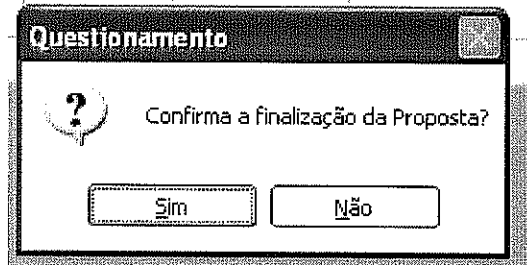 Questionamento
?
Confirma a finalização da Proposta?
Sim
Não